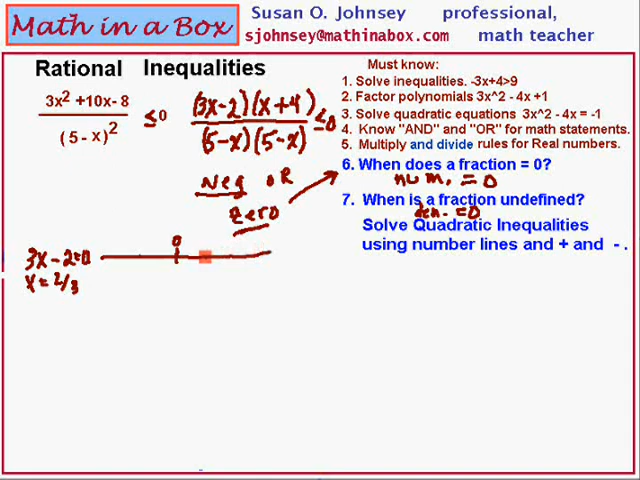 Math in a Box
Susan O. Johnsey professional,
sjohnsey@mathinabox.com math teacher
Rational Inequalities
3x² +10x- 8 / (5 - x)² ≤ 0
(3x-2)(x+4) / (5-x)(5-x) ≤ 0
Neg OR
Zero
0
3x-2=0
x = 2/3
Must know:
1. Solve inequalities. -3x+4>9
2. Factor polynomials 3x^2 - 4x +1
3. Solve quadratic equations 3x^2 - 4x = -1
4. Know "AND" and "OR" for math statements.
5. Multiply and divide rules for Real numbers.
6. When does a fraction = 0?
num. = 0
7. When is a fraction undefined?
den. = 0
Solve Quadratic Inequalities
using number lines and + and - .